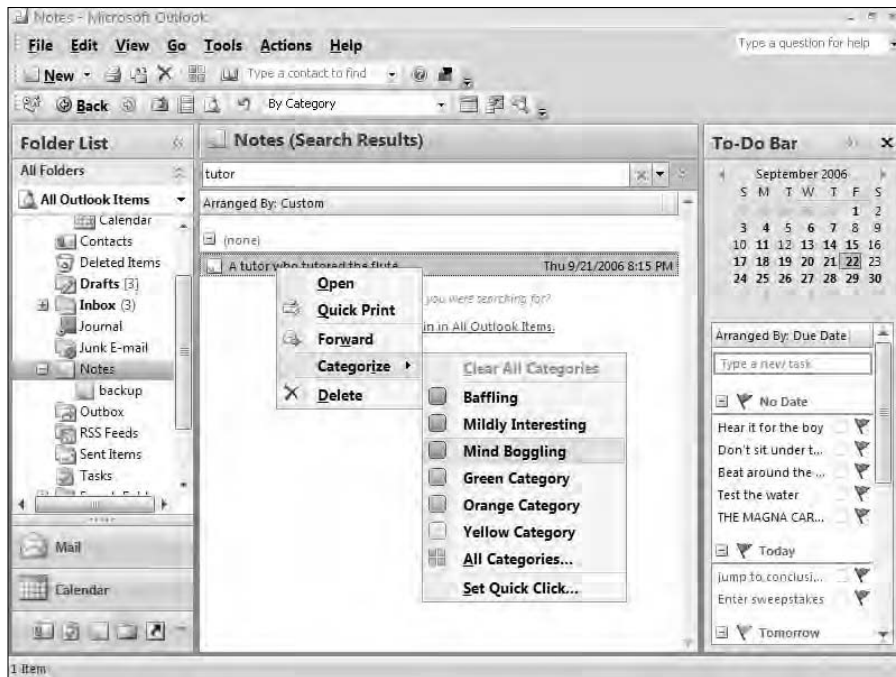 Notes - Microsoft Outlook
File Edit View Go Tools Actions Help
Type a question for help
New
Type a contact to find
Back
By Category
Folder List
All Folders
All Outlook Items
Calendar
Contacts
Deleted Items
Drafts [3]
Inbox (3)
Journal
Junk E-mail
Notes
backup
Outbox
RSS Feeds
Sent Items
Tasks
Mail
Calendar
Notes (Search Results)
tutor
Arranged By: Custom
(none)
A tutor who tutored the flute
Thu 9/21/2006 8:15 PM
you were searching for?
in in All Outlook Items.
Open
Quick Print
Forward
Categorize
Delete
Clear All Categories
Baffling
Mildly Interesting
Mind Boggling
Green Category
Orange Category
Yellow Category
All Categories...
Set Quick Click...
To-Do Bar
September 2006
S M T W T F S
1 2
3 4 5 6 7 8 9
10 11 12 13 14 15 16
17 18 19 20 21 22 23
24 25 26 27 28 29 30
Arranged By: Due Date
Type a new task
No Date
Hear it for the boy
Don't sit under t...
Beat around the ...
Test the water
THE MAGNA CAR...
Today
jump to conclusi...
Enter sweepstakes
Tomorrow
1 Item